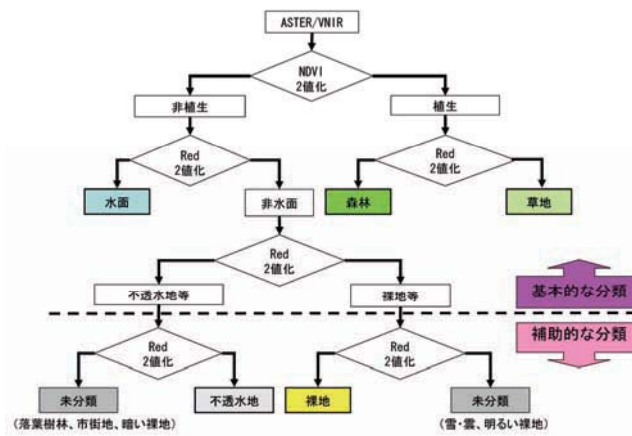 ASTER/VNIR
NDVI
2値化
非植生
植生
Red
2値化
Red
2値化
水面
非水面
森林
草地
Red
2値化
不透水地等
裸地等
基本的な分類
補助的な分類
Red
2値化
Red
2値化
未分類
不透水地
裸地
未分類
(落葉樹林、市街地、暗い裸地)
(雪・雲、明るい裸地)